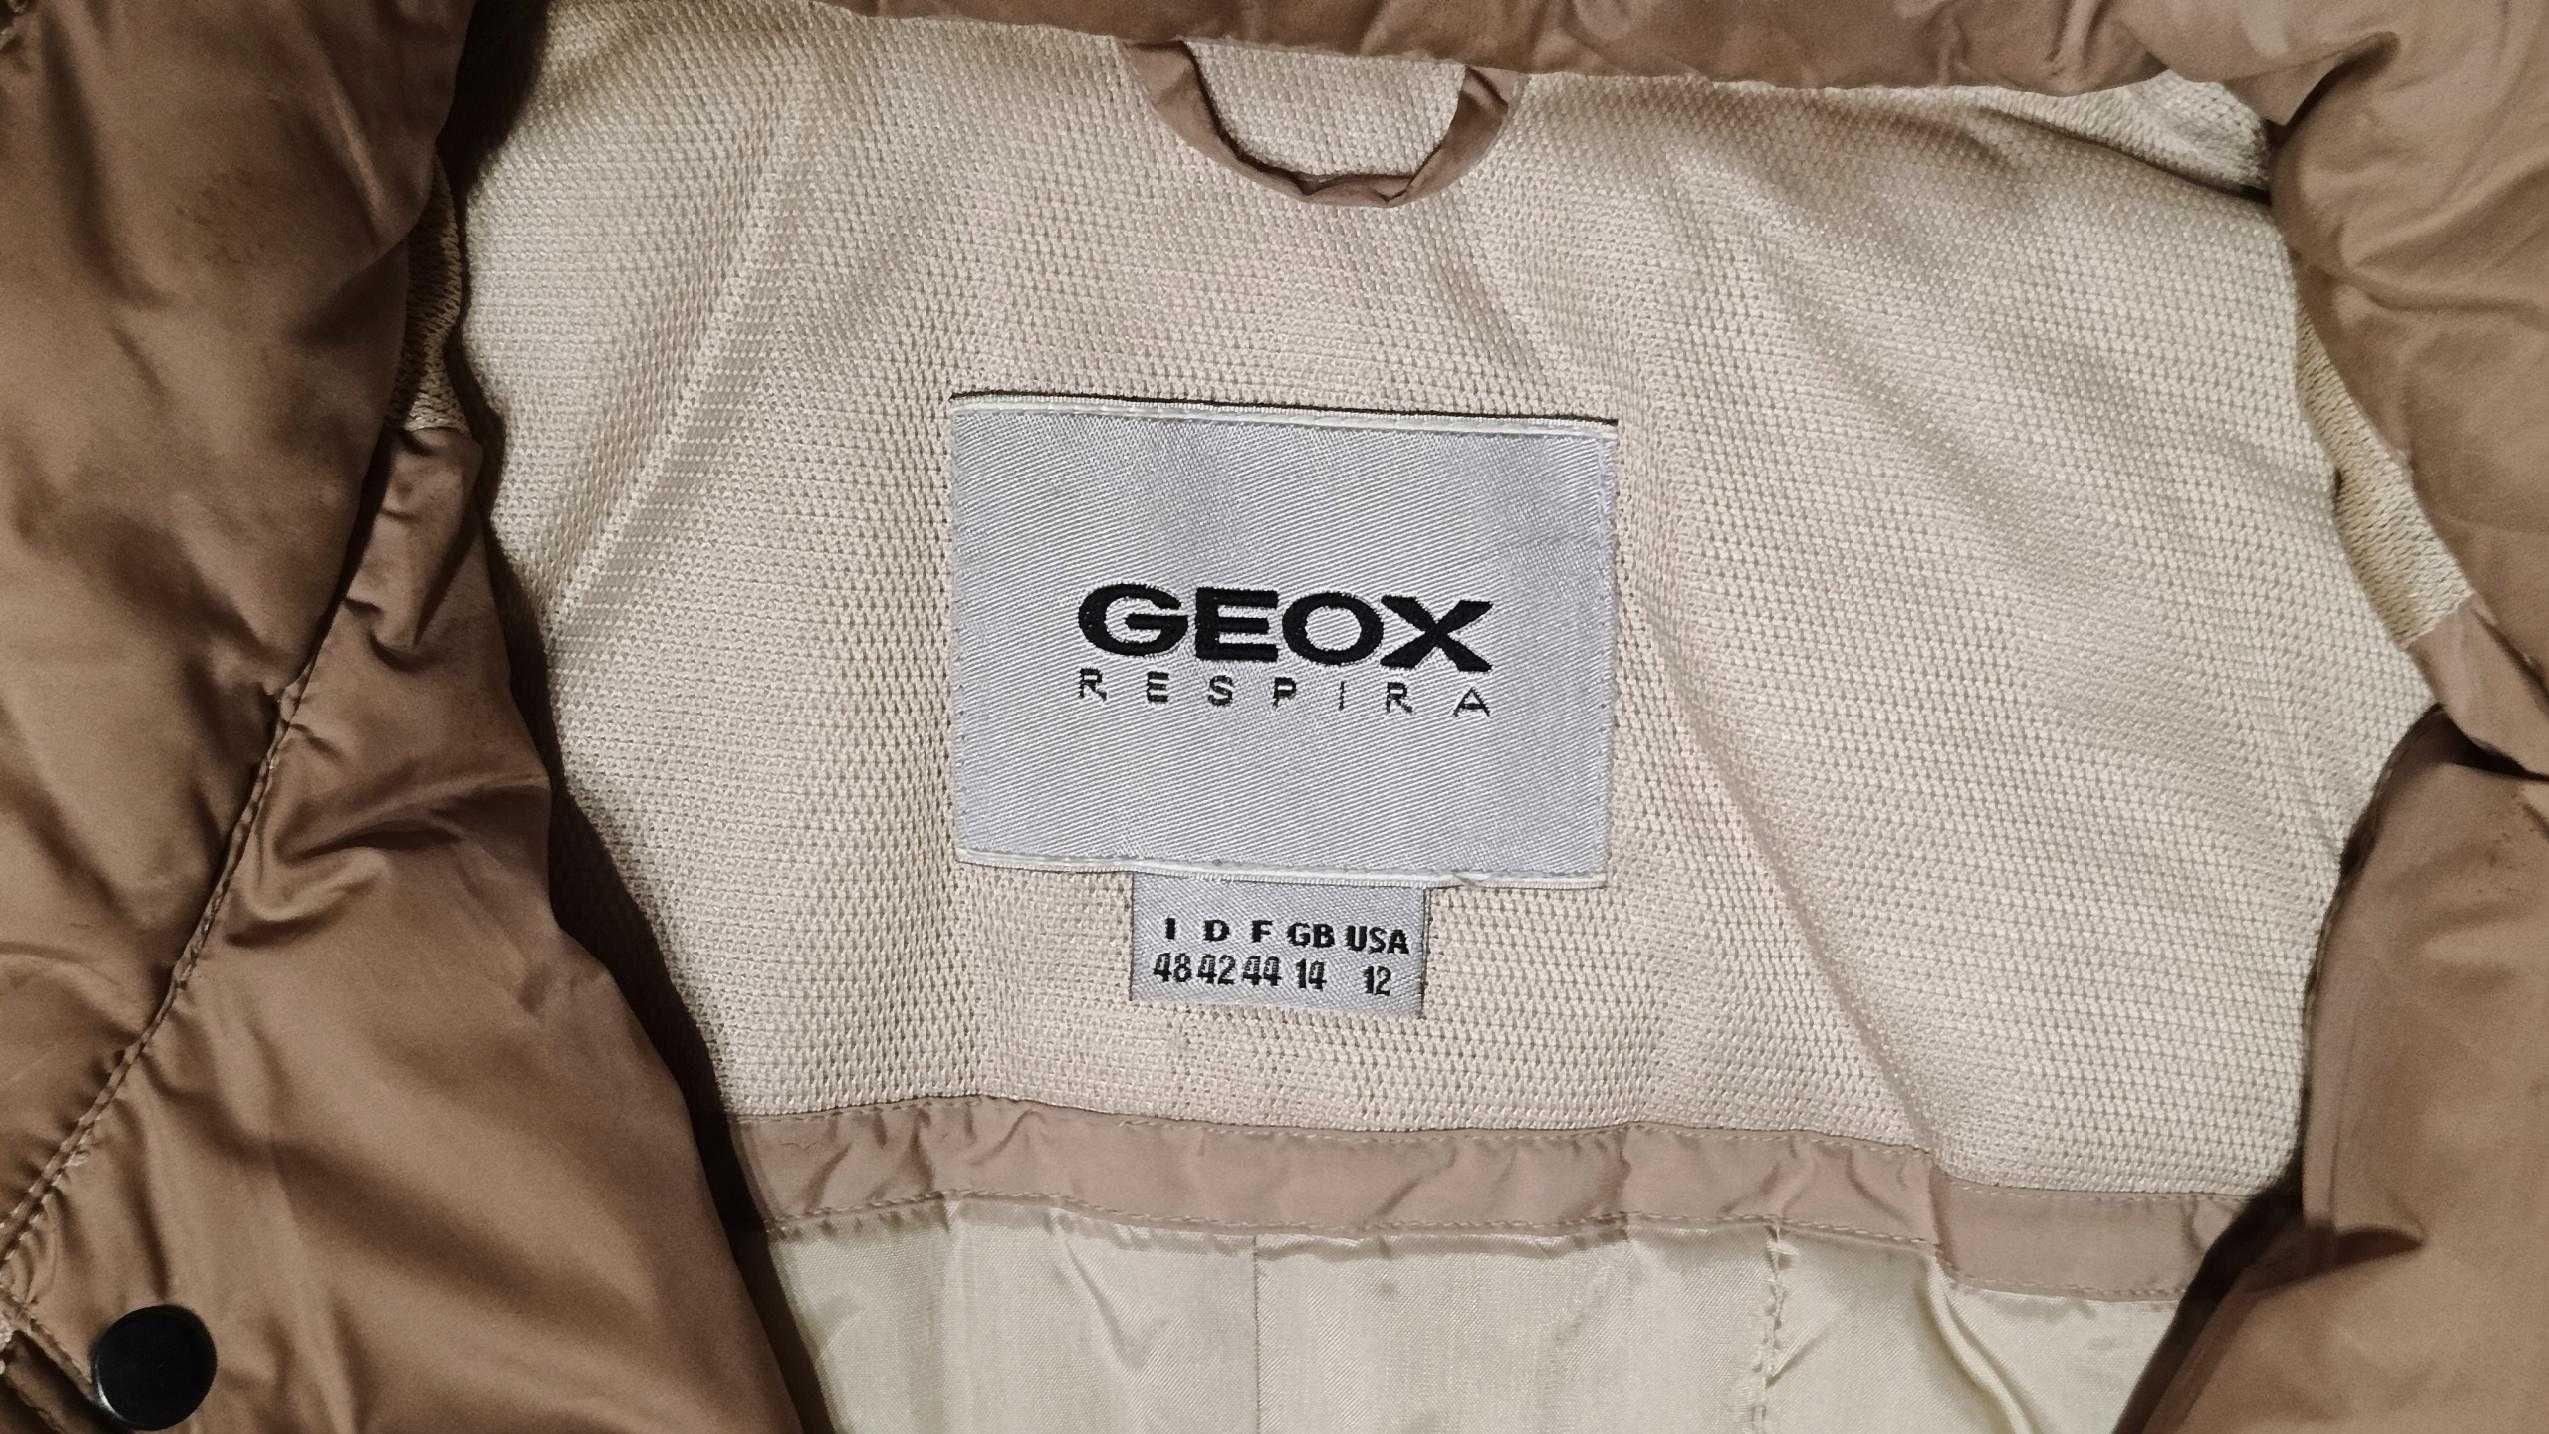 GEOX
RESPIRA
I D F GB USA
48 42 44 14 12